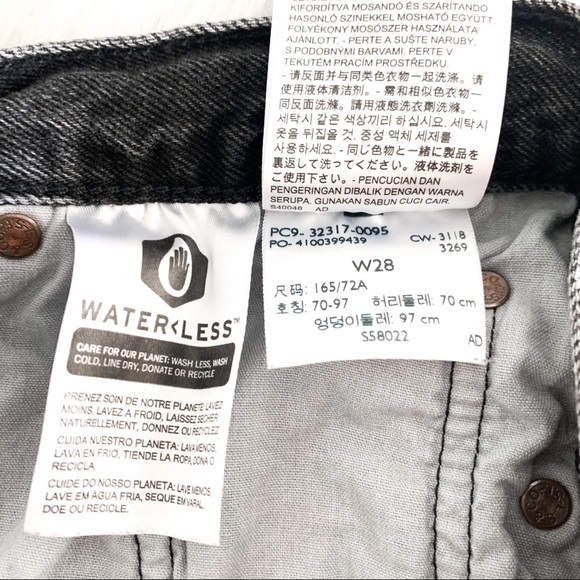 KIFORDÍTVA MOSANDÓ ÉS SZÁRÍTANDÓ
HASONLÓ SZINEKKEL MOSHATÓ EGYÜTT.
FOLYÉKONY MOSÓSZER HASZNÁLATA
AJÁNLOTT. - PERTE A SUŠTE NARUBY,
S PODOBNÝMI BARVAMI. PERTE V
TEKUTÉM PRACÍM PROSTŘEDKU.
- 请反面并与同类色衣物一起洗涤。请
使用液体清洁剂。- 需和相似色衣物一
同反面洗滌。請用液態洗衣劑洗滌。-
세탁시 같은 색상끼리 하십시요. 세탁시
옷을 뒤집을 것. 중성 액체 세제를
사용하세요. - 同じ色物と一緒に製品を
裏返して洗ってください。液体洗剤をご
使用ください。- PENCUCIAN DAN
PENGERINGAN DIBALIK DENGAN WARNA
SERUPA. GUNAKAN SABUN CUCI CAIR.
S40046 AD
PC9- 32317-0095
PO- 4100399439
CW- 3118
3269
W28
尺码: 165/72A
호칭: 70-97 허리둘레: 70 cm
엉덩이둘레: 97 cm
S58022 AD
WATER<LESS™
CARE FOR OUR PLANET: WASH LESS, WASH
COLD, LINE DRY, DONATE OR RECYCLE
PRENEZ SOIN DE NOTRE PLANETE: LAVEZ
MOINS, LAVEZ A FROID, LAISSEZ SECHER
NATURELLEMENT, DONNEZ OU RECYCLEZ
CUIDA NUESTRO PLANETA: LAVA MENOS,
LAVA EN FRIO, TIENDE LA ROPA, DONA O
RECICLA.
CUIDE DO NOSSO PLANETA: LAVE MENOS,
LAVE EM ÁGUA FRIA, SEQUE EM VARAL,
DOE OU RECICLE.